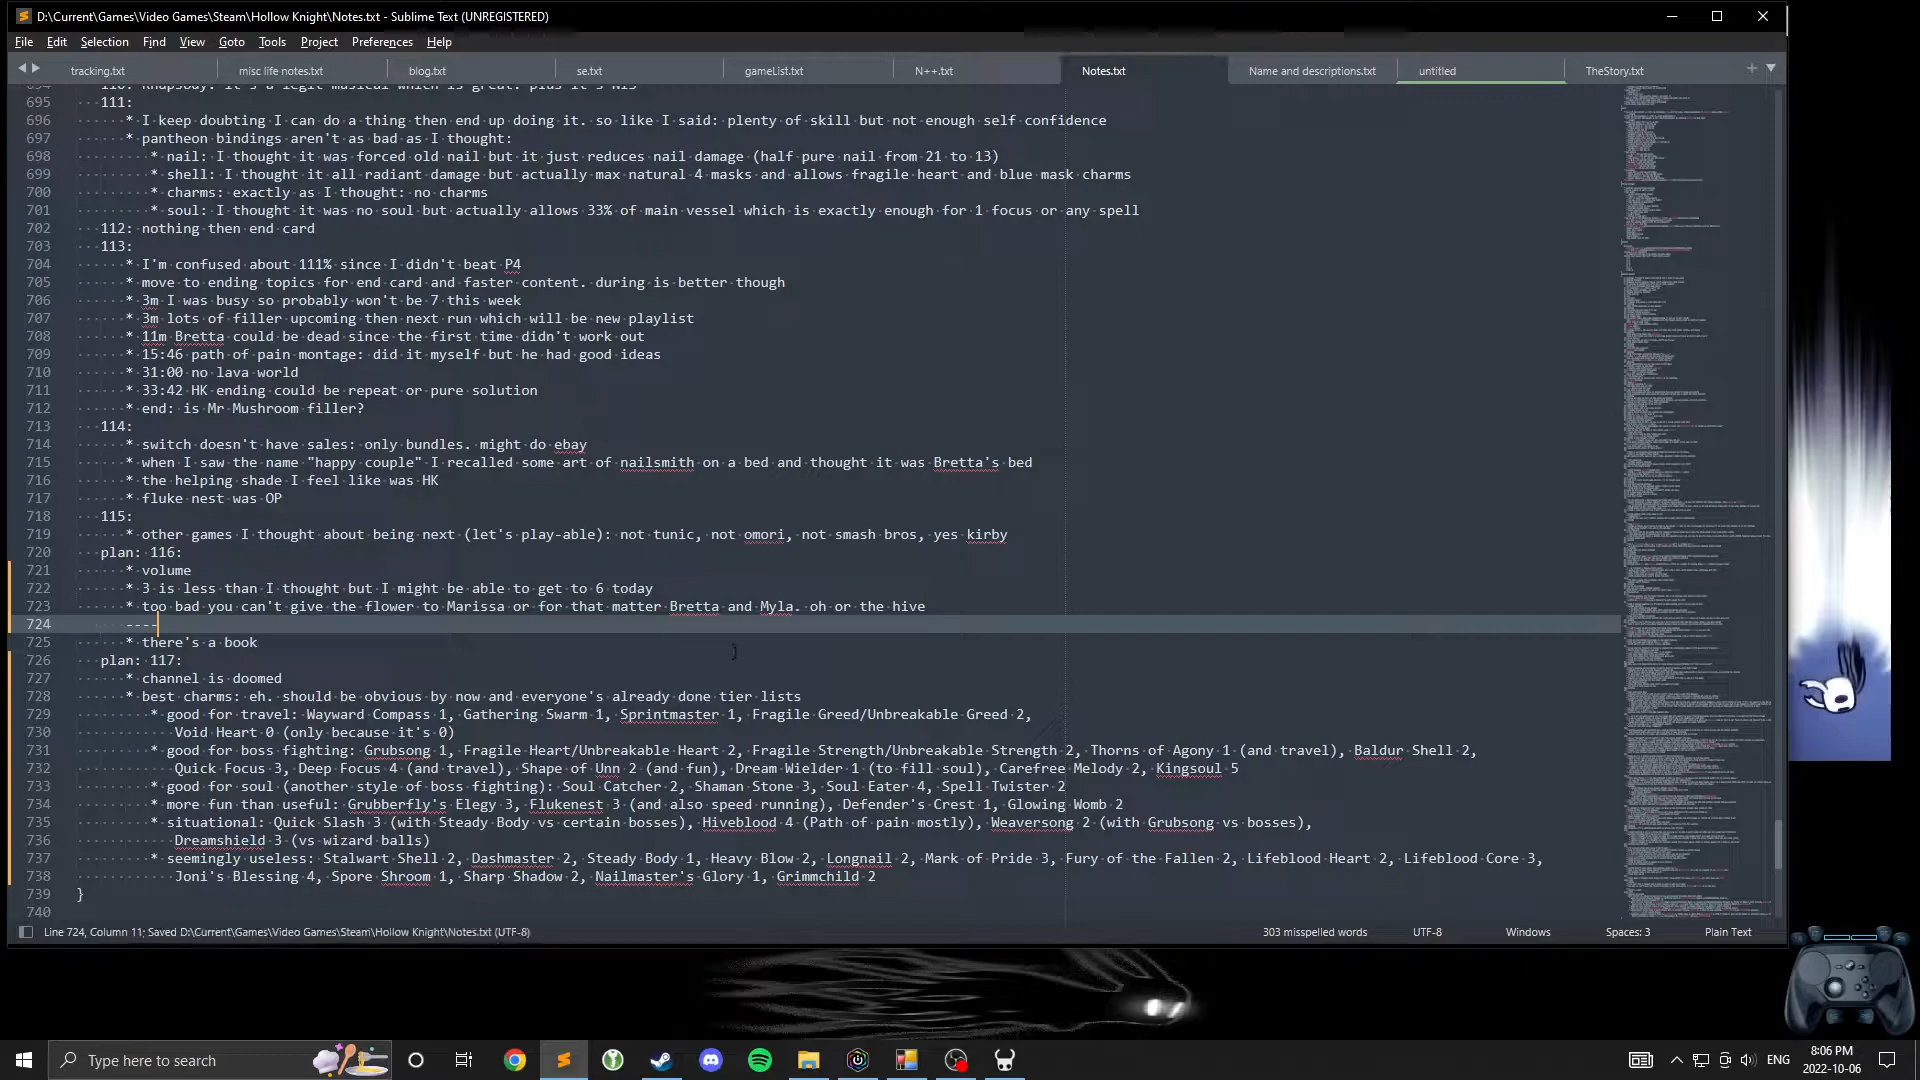 D:\Current\Games\Video Games\Steam\Hollow Knight\Notes.txt - Sublime Text (UNREGISTERED)
File Edit Selection Find View Goto Tools Project Preferences Help
tracking.txt misc life notes.txt blog.txt se.txt gameList.txt N++.txt Notes.txt Name and descriptions.txt untitled TheStory.txt
694 110: Rhapsody: it's a legit musical which is great. plus it's NIS
695 111:
696 * I keep doubting I can do a thing then end up doing it. so like I said: plenty of skill but not enough self confidence
697 * pantheon bindings aren't as bad as I thought:
698 * nail: I thought it was forced old nail but it just reduces nail damage (half pure nail from 21 to 13)
699 * shell: I thought it all radiant damage but actually max natural 4 masks and allows fragile heart and blue mask charms
700 * charms: exactly as I thought: no charms
701 * soul: I thought it was no soul but actually allows 33% of main vessel which is exactly enough for 1 focus or any spell
702 112: nothing then end card
703 113:
704 * I'm confused about 111% since I didn't beat P4
705 * move to ending topics for end card and faster content. during is better though
706 * 3m I was busy so probably won't be 7 this week
707 * 3m lots of filler upcoming then next run which will be new playlist
708 * 11m Bretta could be dead since the first time didn't work out
709 * 15:46 path of pain montage: did it myself but he had good ideas
710 * 31:00 no lava world
711 * 33:42 HK ending could be repeat or pure solution
712 * end: is Mr Mushroom filler?
713 114:
714 * switch doesn't have sales: only bundles. might do ebay
715 * when I saw the name "happy couple" I recalled some art of nailsmith on a bed and thought it was Bretta's bed
716 * the helping shade I feel like was HK
717 * fluke nest was OP
718 115:
719 * other games I thought about being next (let's play-able): not tunic, not omori, not smash bros, yes kirby
720 plan: 116:
721 * volume
722 * 3 is less than I thought but I might be able to get to 6 today
723 * too bad you can't give the flower to Marissa or for that matter Bretta and Myla. oh or the hive
724 ----
725 * there's a book
726 plan: 117:
727 * channel is doomed
728 * best charms: eh. should be obvious by now and everyone's already done tier lists
729 * good for travel: Wayward Compass 1, Gathering Swarm 1, Sprintmaster 1, Fragile Greed/Unbreakable Greed 2,
730 Void Heart 0 (only because it's 0)
731 * good for boss fighting: Grubsong 1, Fragile Heart/Unbreakable Heart 2, Fragile Strength/Unbreakable Strength 2, Thorns of Agony 1 (and travel), Baldur Shell 2,
732 Quick Focus 3, Deep Focus 4 (and travel), Shape of Unn 2 (and fun), Dream Wielder 1 (to fill soul), Carefree Melody 2, Kingsoul 5
733 * good for soul (another style of boss fighting): Soul Catcher 2, Shaman Stone 3, Soul Eater 4, Spell Twister 2
734 * more fun than useful: Grubberfly's Elegy 3, Flukenest 3 (and also speed running), Defender's Crest 1, Glowing Womb 2
735 * situational: Quick Slash 3 (with Steady Body vs certain bosses), Hiveblood 4 (Path of pain mostly), Weaversong 2 (with Grubsong vs bosses),
736 Dreamshield 3 (vs wizard balls)
737 * seemingly useless: Stalwart Shell 2, Dashmaster 2, Steady Body 1, Heavy Blow 2, Longnail 2, Mark of Pride 3, Fury of the Fallen 2, Lifeblood Heart 2, Lifeblood Core 3,
738 Joni's Blessing 4, Spore Shroom 1, Sharp Shadow 2, Nailmaster's Glory 1, Grimmchild 2
739 }
740
Line 724, Column 11; Saved D:\Current\Games\Video Games\Steam\Hollow Knight\Notes.txt (UTF-8) 303 misspelled words UTF-8 Windows Spaces: 3 Plain Text
Type here to search ENG 8:06 PM
2022-10-06